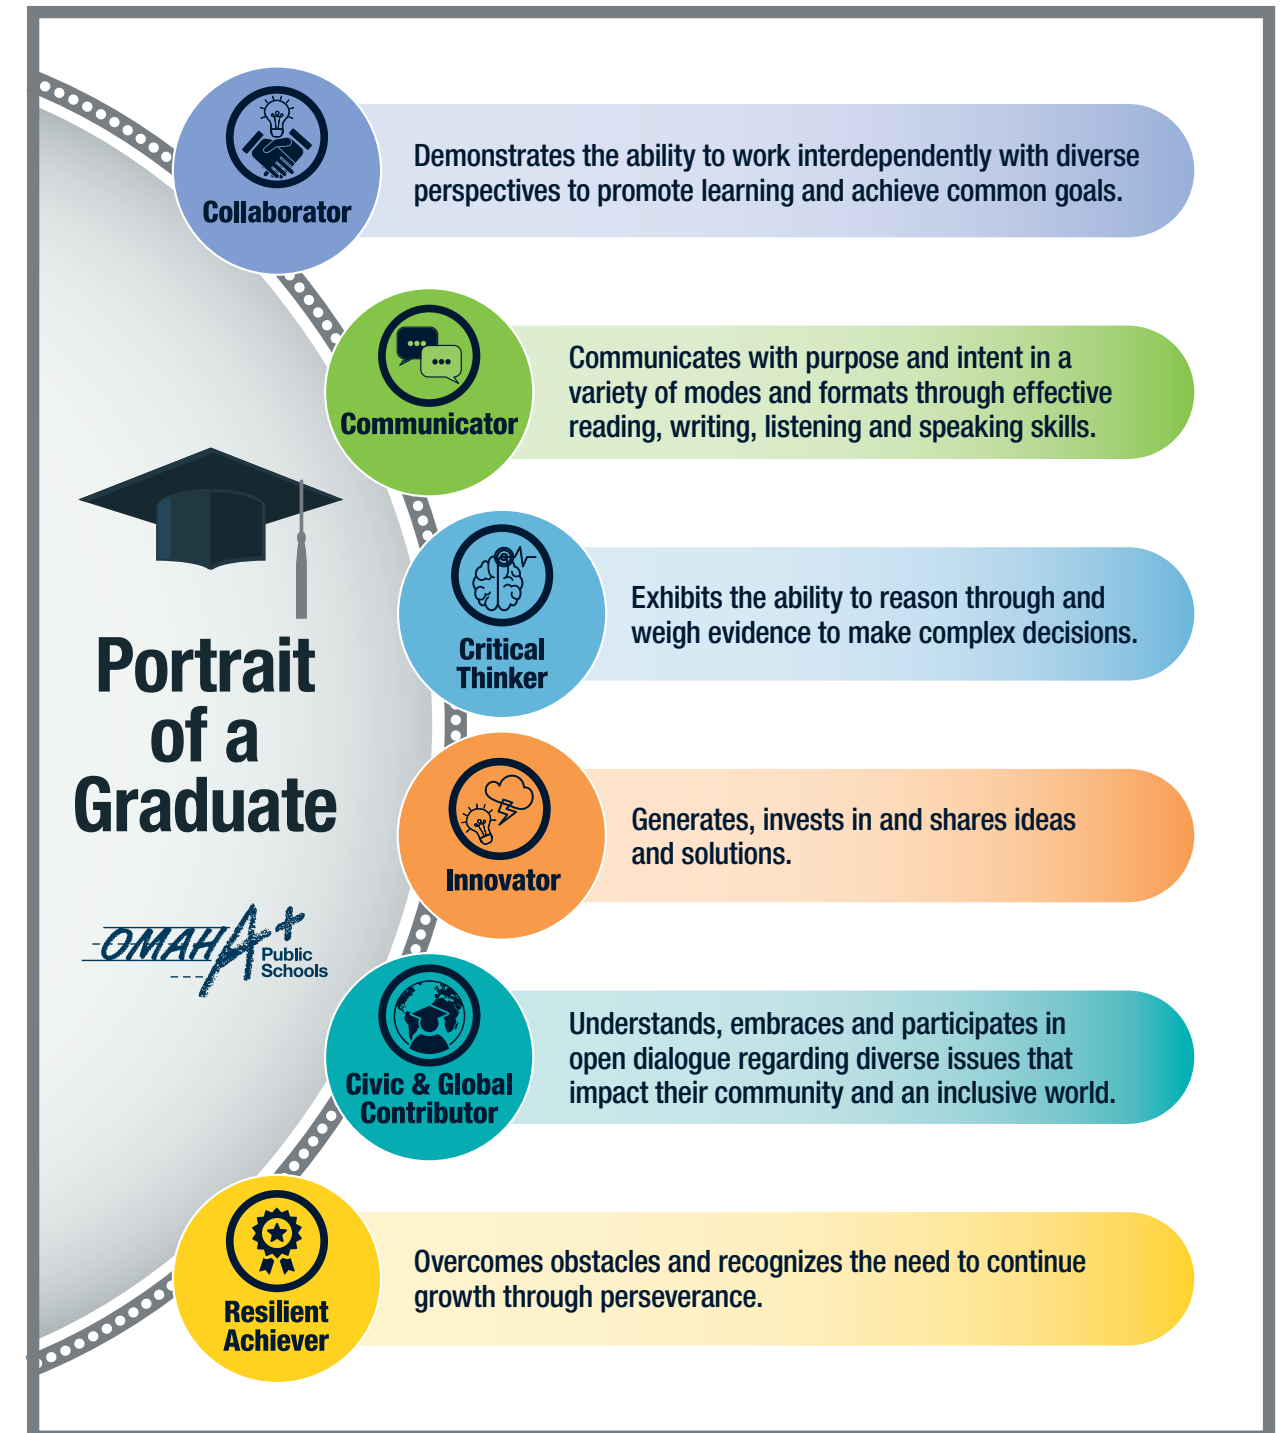 Collaborator
Demonstrates the ability to work interdependently with diverse
perspectives to promote learning and achieve common goals.
Communicator
Communicates with purpose and intent in a
variety of modes and formats through effective
reading, writing, listening and speaking skills.
Critical
Thinker
Exhibits the ability to reason through and
weigh evidence to make complex decisions.
Portrait
of a
Graduate
Innovator
Generates, invests in and shares ideas
and solutions.
OMAHA+
Public
Schools
Civic & Global
Contributor
Understands, embraces and participates in
open dialogue regarding diverse issues that
impact their community and an inclusive world.
Resilient
Achiever
Overcomes obstacles and recognizes the need to continue
growth through perseverance.